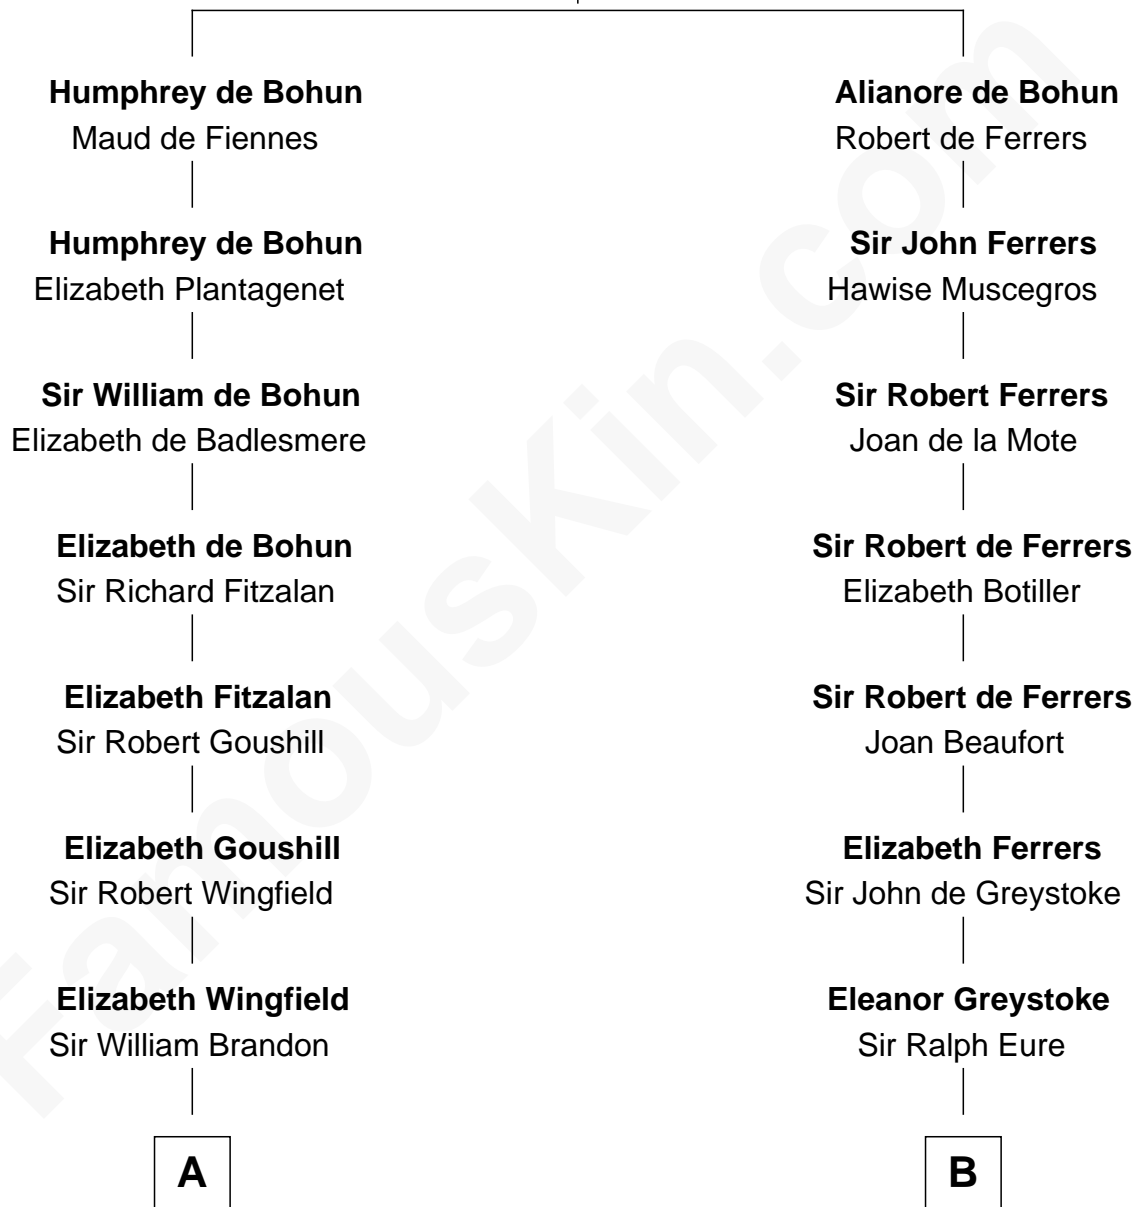 Humphrey de Bohun
Maud de Fiennes
Humphrey de Bohun
Elizabeth Plantagenet
Sir William de Bohun
Elizabeth de Badlesmere
Elizabeth de Bohun
Sir Richard Fitzalan
Elizabeth Fitzalan
Sir Robert Goushill
Elizabeth Goushill
Sir Robert Wingfield
Elizabeth Wingfield
Sir William Brandon
A
Alianore de Bohun
Robert de Ferrers
Sir John Ferrers
Hawise Muscegros
Sir Robert Ferrers
Joan de la Mote
Sir Robert de Ferrers
Elizabeth Botiller
Sir Robert de Ferrers
Joan Beaufort
Elizabeth Ferrers
Sir John de Greystoke
Eleanor Greystoke
Sir Ralph Eure
B
FamousKin.com